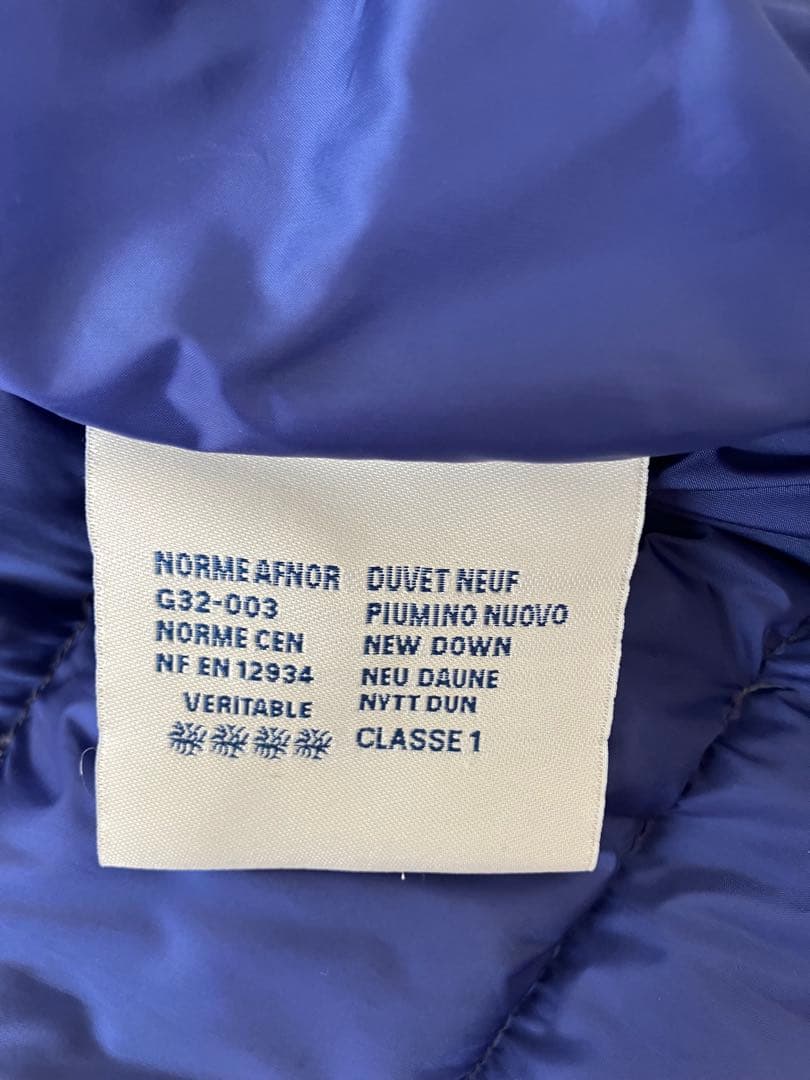 NORME AFNOR
G32-003
NORME CEN
NF EN 12934
VERITABLE
DUVET NEUF
PIUMINO NUOVO
NEW DOWN
NEU DAUNE
NYTT DUN
CLASSE 1